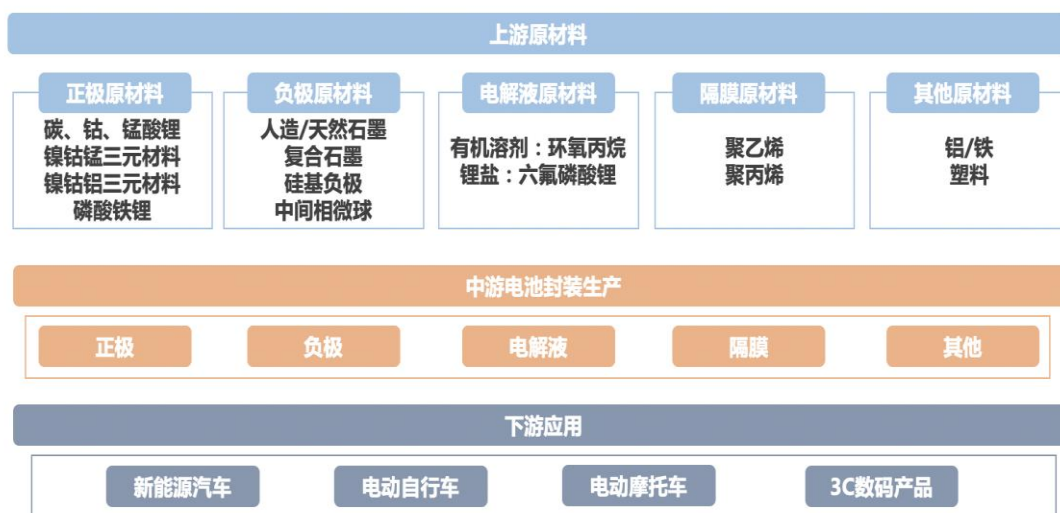 上游原材料
正极原材料
碳、钴、锰酸锂
镍钴锰三元材料
镍钴铝三元材料
磷酸铁锂
负极原材料
人造/天然石墨
复合石墨
硅基负极
中间相微球
电解液原材料
有机溶剂：环氧丙烷
锂盐：六氟磷酸锂
隔膜原材料
聚乙烯
聚丙烯
其他原材料
铝/铁
塑料
中游电池封装生产
正极
负极
电解液
隔膜
其他
下游应用
新能源汽车
电动自行车
电动摩托车
3C数码产品